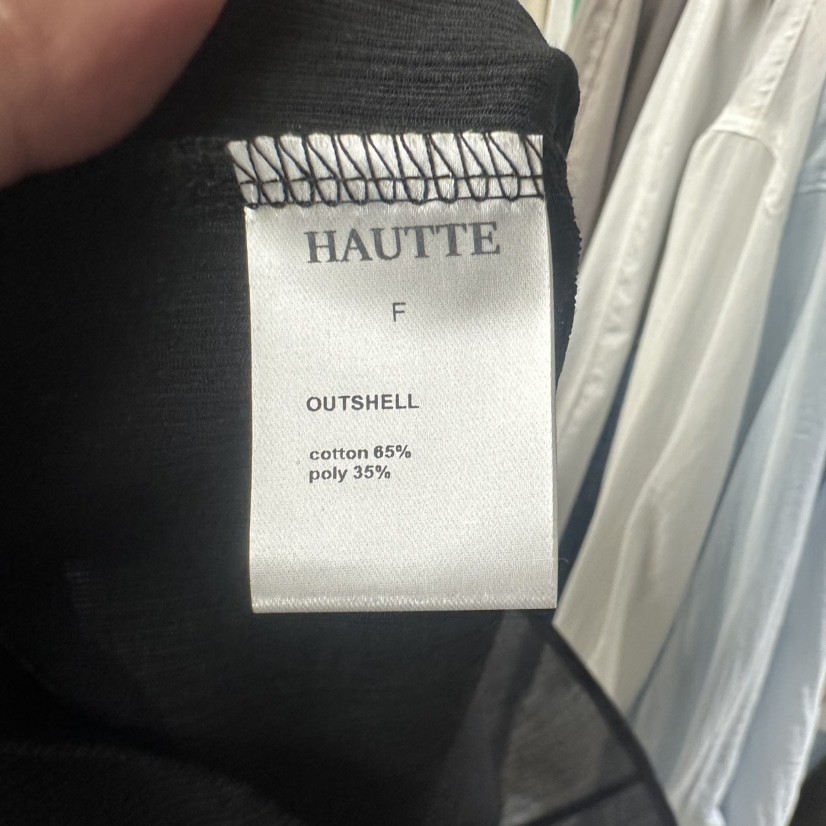 HAUTTE
F
OUTSHELL
cotton 65%
poly 35%